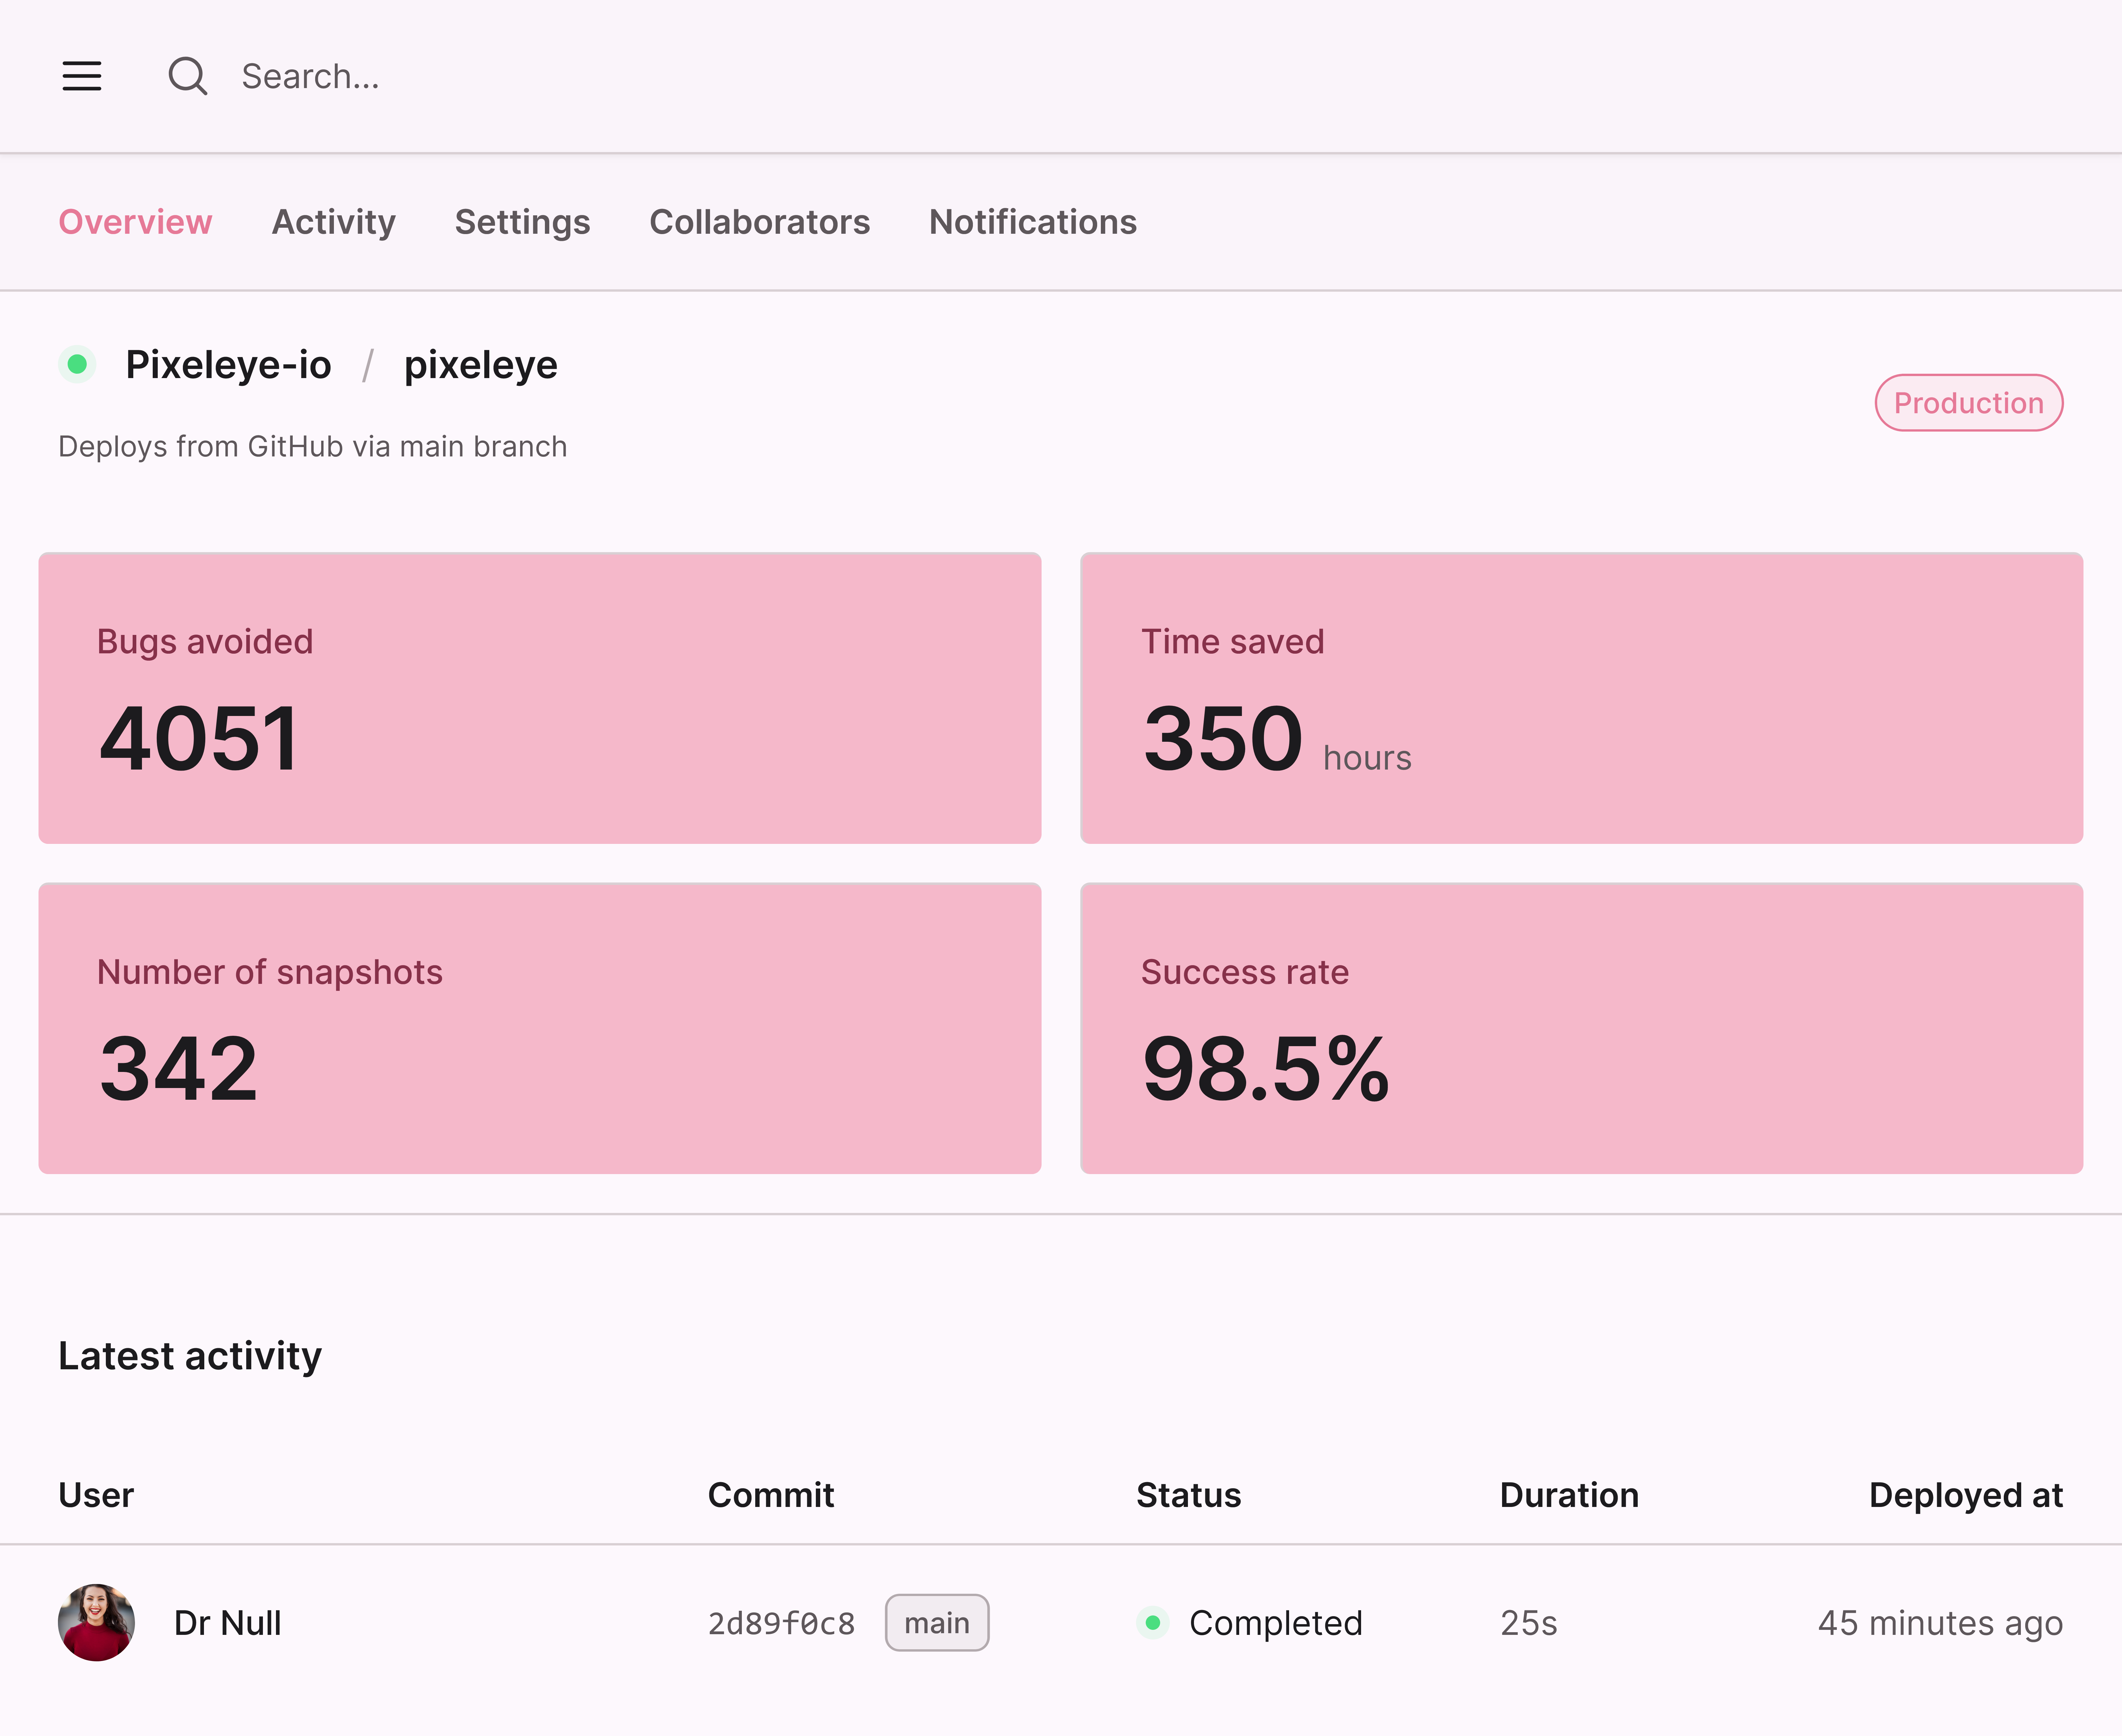 Search...
Overview Activity Settings Collaborators Notifications
Pixeleye-io / pixeleye
Production
Deploys from GitHub via main branch
Bugs avoided
4051
Time saved
350 hours
Number of snapshots
342
Success rate
98.5%
Latest activity
User Commit Status Duration Deployed at
Dr Null 2d89f0c8 main Completed 25s 45 minutes ago